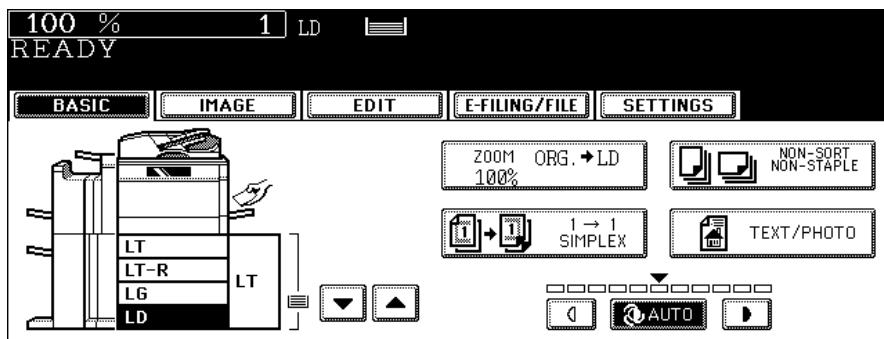 100 % 1 LD
READY
BASIC IMAGE EDIT E-FILING/FILE SETTINGS
ZOOM ORG.➔LD
100%
NON-SORT
NON-STAPLE
1 → 1
SIMPLEX
TEXT/PHOTO
LT
LT-R
LG
LD
LT
AUTO